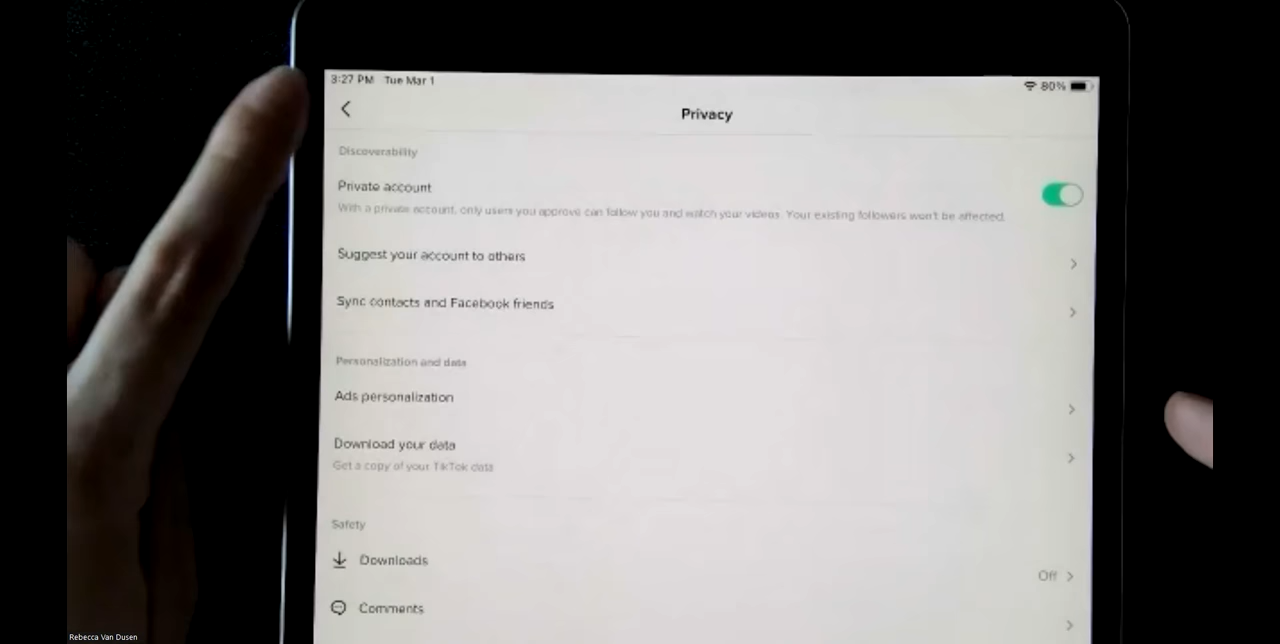 3:27 PM Tue Mar 1
80%
Privacy
Discoverability
Private account
With a private account, only users you approve can follow you and watch your videos. Your existing followers won't be affected.
Suggest your account to others
Sync contacts and Facebook friends
Personalization and data
Ads personalization
Download your data
Get a copy of your TikTok data
Safety
Downloads
Off
Comments
Rebecca Van Dusen